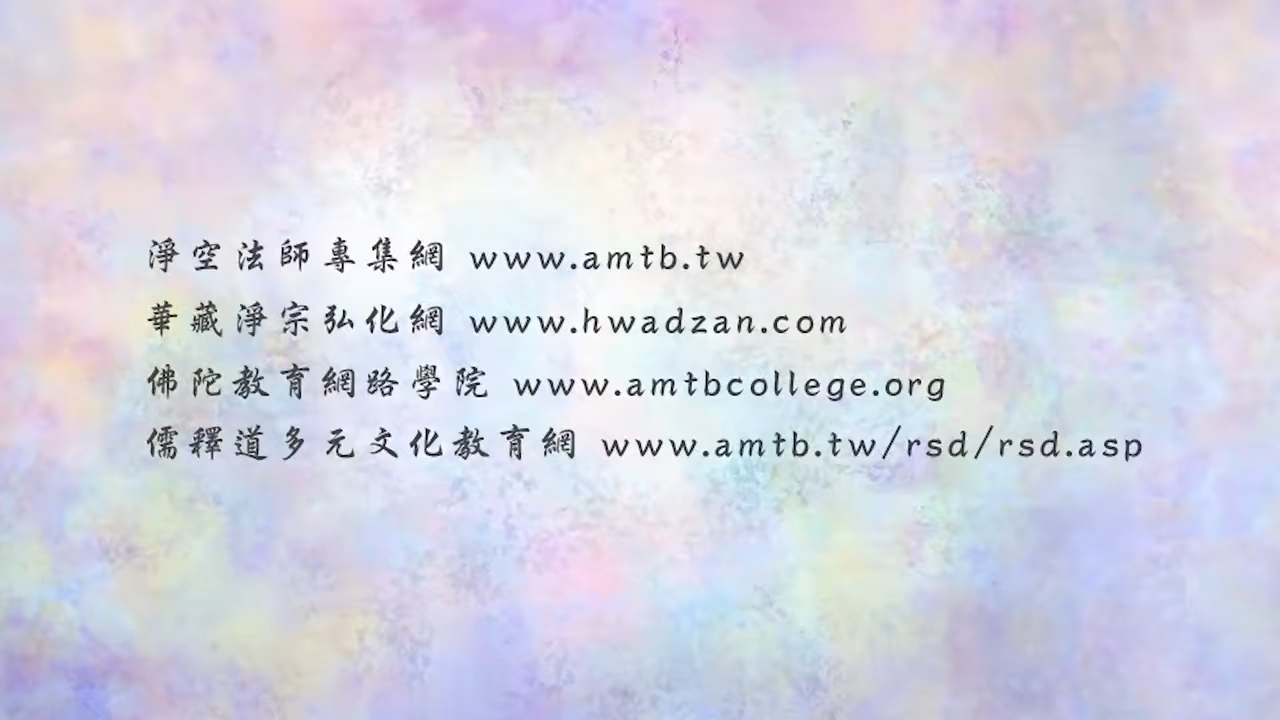 淨空法師專集網 www.amtb.tw
華藏淨宗弘化網 www.hwadzan.com
佛陀教育網路學院 www.amtbcollege.org
儒釋道多元文化教育網 www.amtb.tw/rsd/rsd.asp